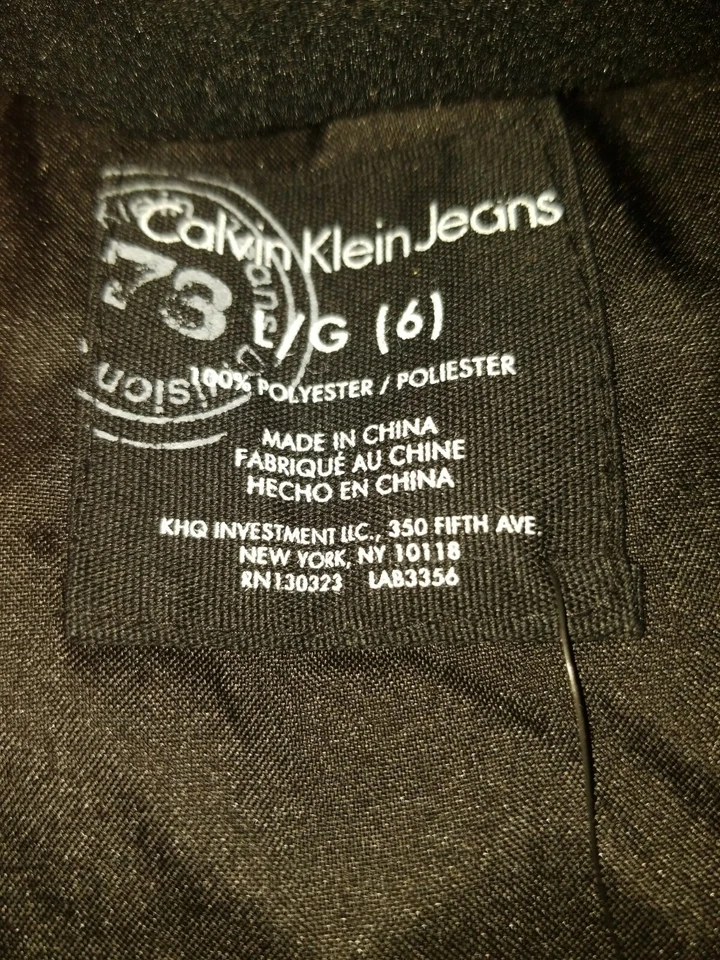 Calvin Klein Jeans
73
L/G (6)
100% POLYESTER / POLIESTER
MADE IN CHINA
FABRIQUÉ AU CHINE
HECHO EN CHINA
KHQ INVESTMENT LLC., 350 FIFTH AVE.
NEW YORK, NY 10118
RN130323 LAB3356